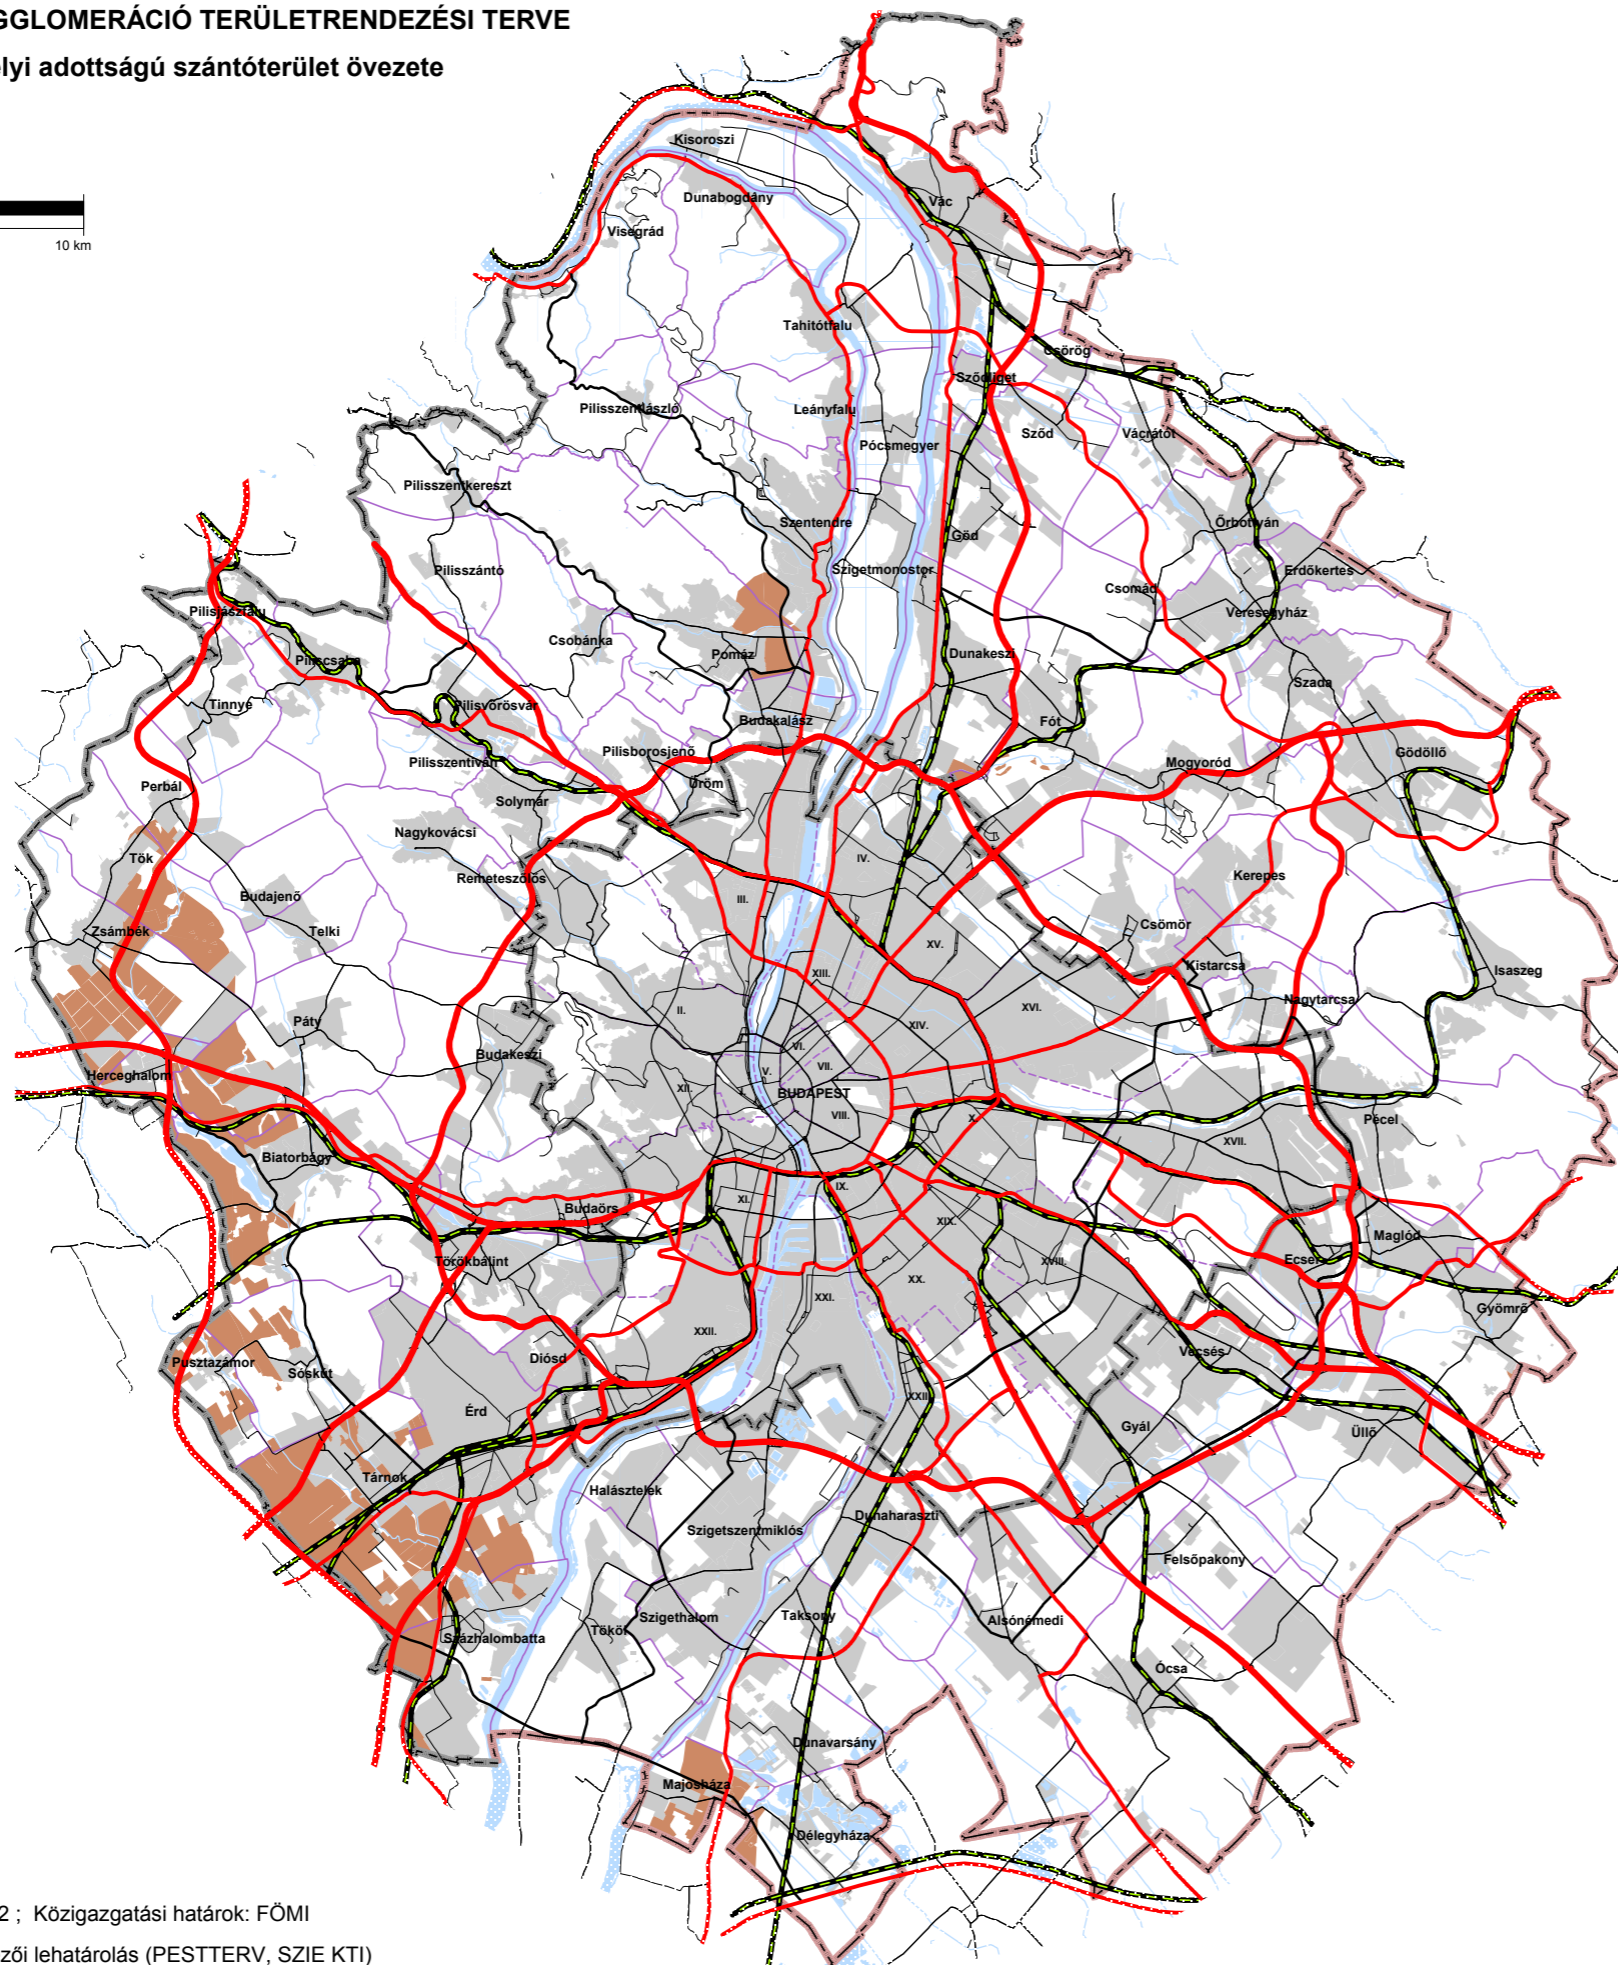 GGLOMERÁCIÓ TERÜLETRENDEZÉSI TERVE
lyi adottságú szántóterület övezete
10 km
Kisoroszi
Dunabogdány
Vác
Visegrád
Tahitótfalu
Csörög
Sződliget
Pilisszentlászló
Leányfalu
Sződ
Vácrátót
Pócsmegyer
Pilisszentkereszt
Szentendre
Őrbottyán
Göd
Pilisszántó
Szigetmonostor
Erdőkertes
Csomád
Pilisjászfalu
Veresegyház
Csobánka
Pomáz
Dunakeszi
Piliscsaba
Szada
Tinnye
Pilisvörösvár
Budakalász
Fót
Pilisborosjenő
Gödöllő
Pilisszentiván
Mogyoród
Perbál
Üröm
Solymár
Nagykovácsi
Tök
IV.
Remeteszőlős
Kerepes
Budajenő
III.
Zsámbék
Telki
Csömör
XV.
Kistarcsa
XIII.
Isaszeg
Nagytarcsa
II.
XVI.
Páty
XIV.
VI.
Budakeszi
VII.
Herceghalom
V.
XII.
BUDAPEST
VIII.
X.
Pécel
XVII.
Biatorbágy
IX.
XI.
Budaörs
XIX.
Maglód
Törökbálint
XVIII.
Ecser
XX.
XXI.
Gyömrő
XXII.
Vecsés
Diósd
Pusztazámor
Sóskút
XXII
Érd
Gyál
Üllő
Tárnok
Halásztelek
Dunaharaszti
Szigetszentmiklós
Felsőpakony
Szigethalom
Taksony
Alsónémedi
Tököl
Százhalombatta
Ócsa
Dunavarsány
Majosháza
Délegyháza
2 ; Közigazgatási határok: FÖMI
zői lehatárolás (PESTTERV, SZIE KTI)